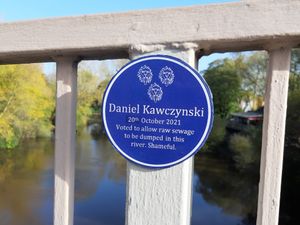 Daniel Kawczynski
20th October 2021
Voted to allow raw sewage
to be dumped in this
river. Shameful.